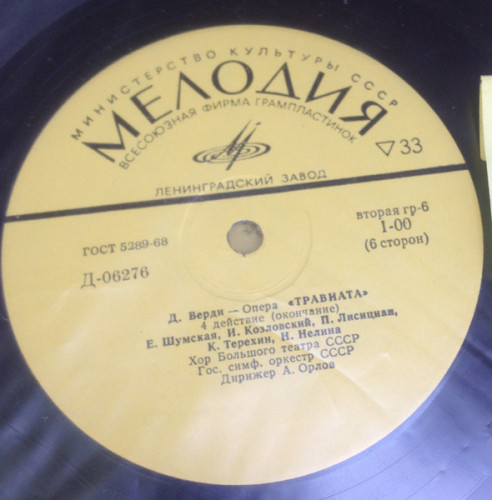 МИНИСТЕРСТВО КУЛЬТУРЫ СССР
МЕЛОДИЯ
ВСЕСОЮЗНАЯ ФИРМА ГРАМПЛАСТИНОК
33
ЛЕНИНГРАДСКИЙ ЗАВОД
ГОСТ 5289-68
вторая гр-6
Д-06276
1-00
(6 сторон)
Д. Верди — Опера «ТРАВИАТА»
4 действие (окончание)
Е. Шумская, И. Козловский, П. Лисициан,
К. Терехин, Н. Нелина
Хор Большого театра СССР
Гос. симф. оркестр СССР
Дирижер А. Орлов